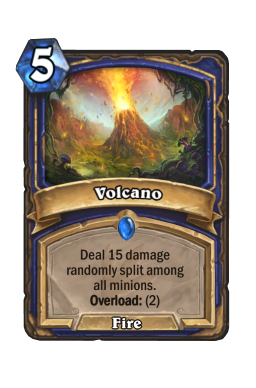 5
Volcano
Deal 15 damage
randomly split among
all minions.
Overload: (2)
Fire